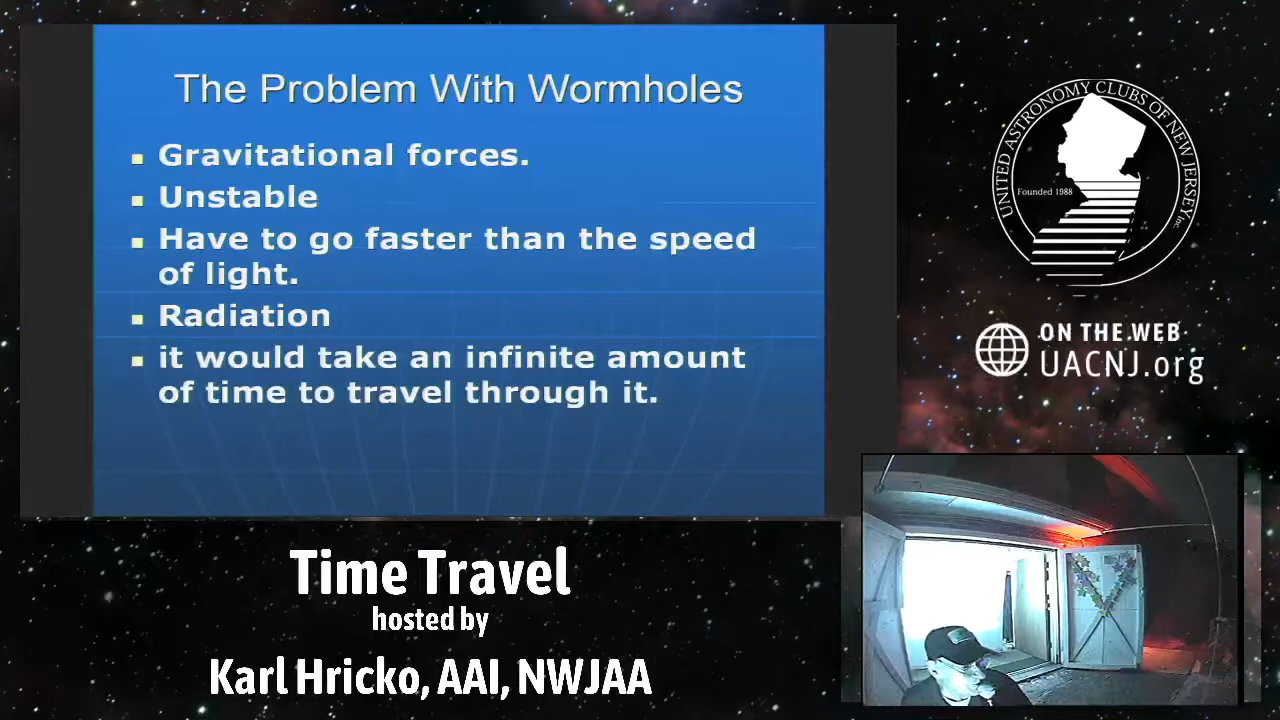 The Problem With Wormholes
Gravitational forces.
Unstable
Have to go faster than the speed
of light.
Radiation
it would take an infinite amount
of time to travel through it.
UNITED ASTRONOMY CLUBS OF NEW JERSEY, Inc.
Founded 1988
ON THE WEB
UACNJ.org
Time Travel
hosted by
Karl Hricko, AAI, NWJAA